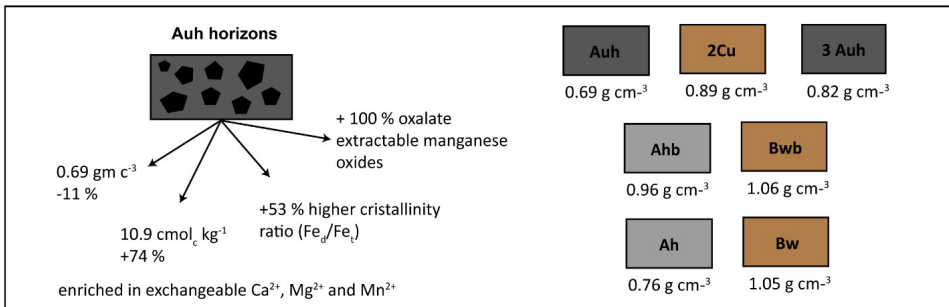 Auh horizons
+ 100 % oxalate
extractable manganese
oxides
0.69 gm c⁻³
-11 %
10.9 cmol꜀ kg⁻¹
+74 %
+53 % higher cristallinity
ratio (Fe_d/Fe_t)
enriched in exchangeable Ca²⁺, Mg²⁺ and Mn²⁺
Auh 2Cu 3 Auh
0.69 g cm-³ 0.89 g cm-³ 0.82 g cm-³
Ahb Bwb
0.96 g cm-³ 1.06 g cm-³
Ah Bw
0.76 g cm-³ 1.05 g cm-³